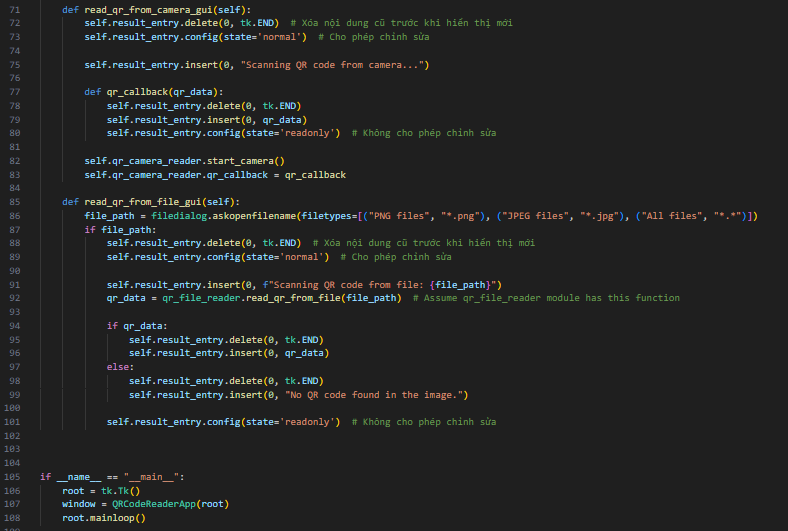 71 def read_qr_from_camera_gui(self):
72 self.result_entry.delete(0, tk.END)  # Xóa nội dung cũ trước khi hiển thị mới
73 self.result_entry.config(state='normal')  # Cho phép chỉnh sửa
74
75 self.result_entry.insert(0, "Scanning QR code from camera...")
76
77 def qr_callback(qr_data):
78 self.result_entry.delete(0, tk.END)
79 self.result_entry.insert(0, qr_data)
80 self.result_entry.config(state='readonly')  # Không cho phép chỉnh sửa
81
82 self.qr_camera_reader.start_camera()
83 self.qr_camera_reader.qr_callback = qr_callback
84
85 def read_qr_from_file_gui(self):
86 file_path = filedialog.askopenfilename(filetypes=[("PNG files", "*.png"), ("JPEG files", "*.jpg"), ("All files", "*.*")])
87 if file_path:
88 self.result_entry.delete(0, tk.END)  # Xóa nội dung cũ trước khi hiển thị mới
89 self.result_entry.config(state='normal')  # Cho phép chỉnh sửa
90
91 self.result_entry.insert(0, f"Scanning QR code from file: {file_path}")
92 qr_data = qr_file_reader.read_qr_from_file(file_path)  # Assume qr_file_reader module has this function
93
94 if qr_data:
95 self.result_entry.delete(0, tk.END)
96 self.result_entry.insert(0, qr_data)
97 else:
98 self.result_entry.delete(0, tk.END)
99 self.result_entry.insert(0, "No QR code found in the image.")
100
101 self.result_entry.config(state='readonly')  # Không cho phép chỉnh sửa
102
103
104
105 if __name__ == "__main__":
106 root = tk.Tk()
107 window = QRCodeReaderApp(root)
108 root.mainloop()